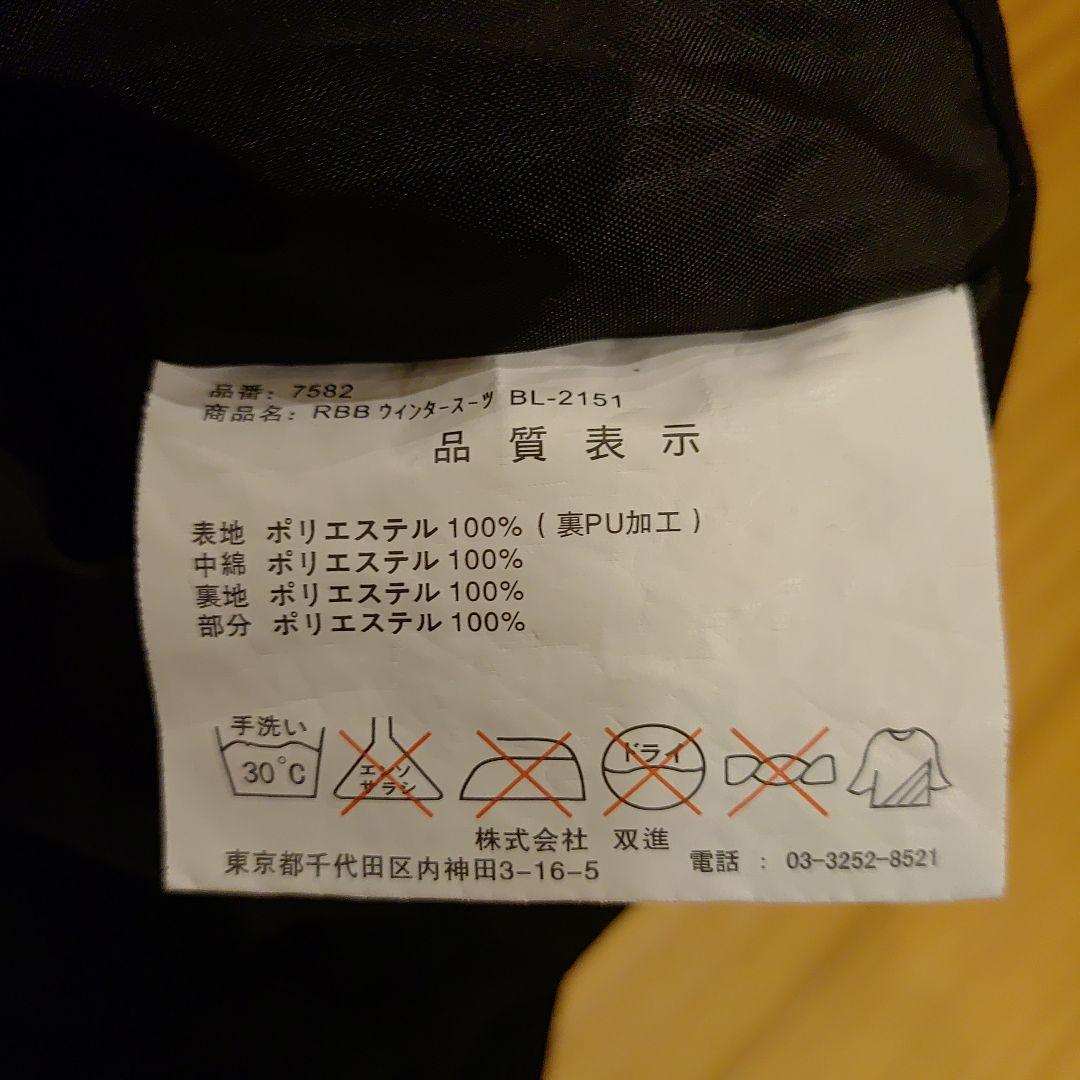 品番: 7582
商品名: RBB ウインタースーツ BL-2151
品質表示
表地 ポリエステル 100% ( 裏PU加工 )
中綿 ポリエステル 100%
裏地 ポリエステル 100%
部分 ポリエステル 100%
手洗い
30℃
エンソ
サラシ
ドライ
株式会社 双進
東京都千代田区内神田3-16-5 電話 : 03-3252-8521